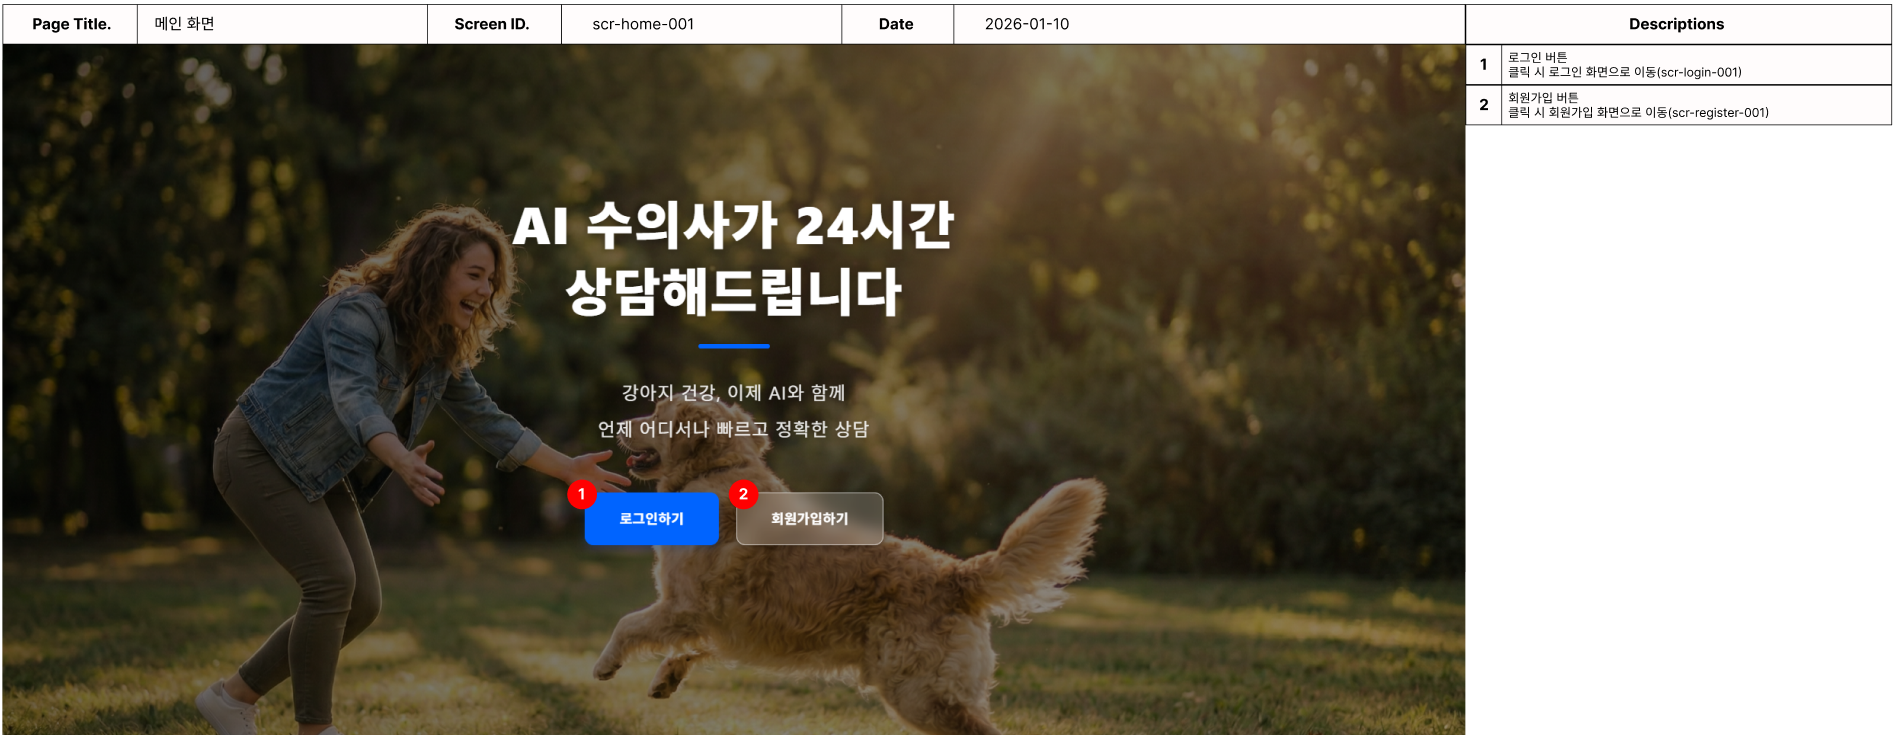 Page Title.
메인 화면
Screen ID.
scr-home-001
Date
2026-01-10
Descriptions
1
로그인 버튼
클릭 시 로그인 화면으로 이동(scr-login-001)
2
회원가입 버튼
클릭 시 회원가입 화면으로 이동(scr-register-001)
AI 수의사가 24시간
상담해드립니다
강아지 건강, 이제 AI와 함께
언제 어디서나 빠르고 정확한 상담
1
로그인하기
2
회원가입하기